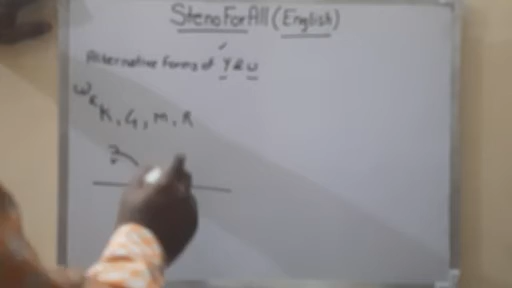 StenoForAll (English)
Alternative forms of Y & W
K, G, M, R